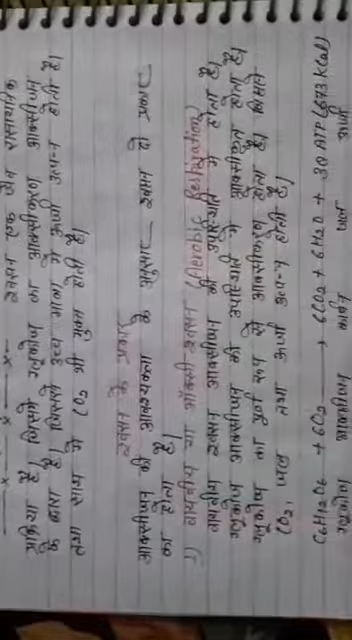 — x — x — x —
श्वसन एक जैव रासायनिक
प्रक्रिया है। जिसमें ग्लूकोज का आक्सीकरण आक्सीजन
के द्वारा है। जिससे उच्च मात्रा में ऊर्जा उत्पन्न होती है।
तथा साथ में CO2 भी मुक्त होती है।
श्वसन के प्रकार
आक्सीजन की आवश्यकता के अनुसार श्वसन दो प्रकार
का होता है।
1) वायवीय या ऑक्सी-श्वसन (Aerobic Respiration)
वायवीय श्वसन आक्सीजन की उपस्थिति में होता है।
ग्लूकोज आक्सीजन की उपस्थिति में आक्सीकृत होता है।
ग्लूकोज का पूर्ण रूप से आक्सीकरण होता है। जिससे
CO2, जल तथा ऊर्जा उत्पन्न होती है।
C6H12O6 + 6O2 → 6CO2 + 6H2O + 38 ATP (673 Kcal)
ग्लूकोज आक्सीजन कार्बन जल ऊर्जा